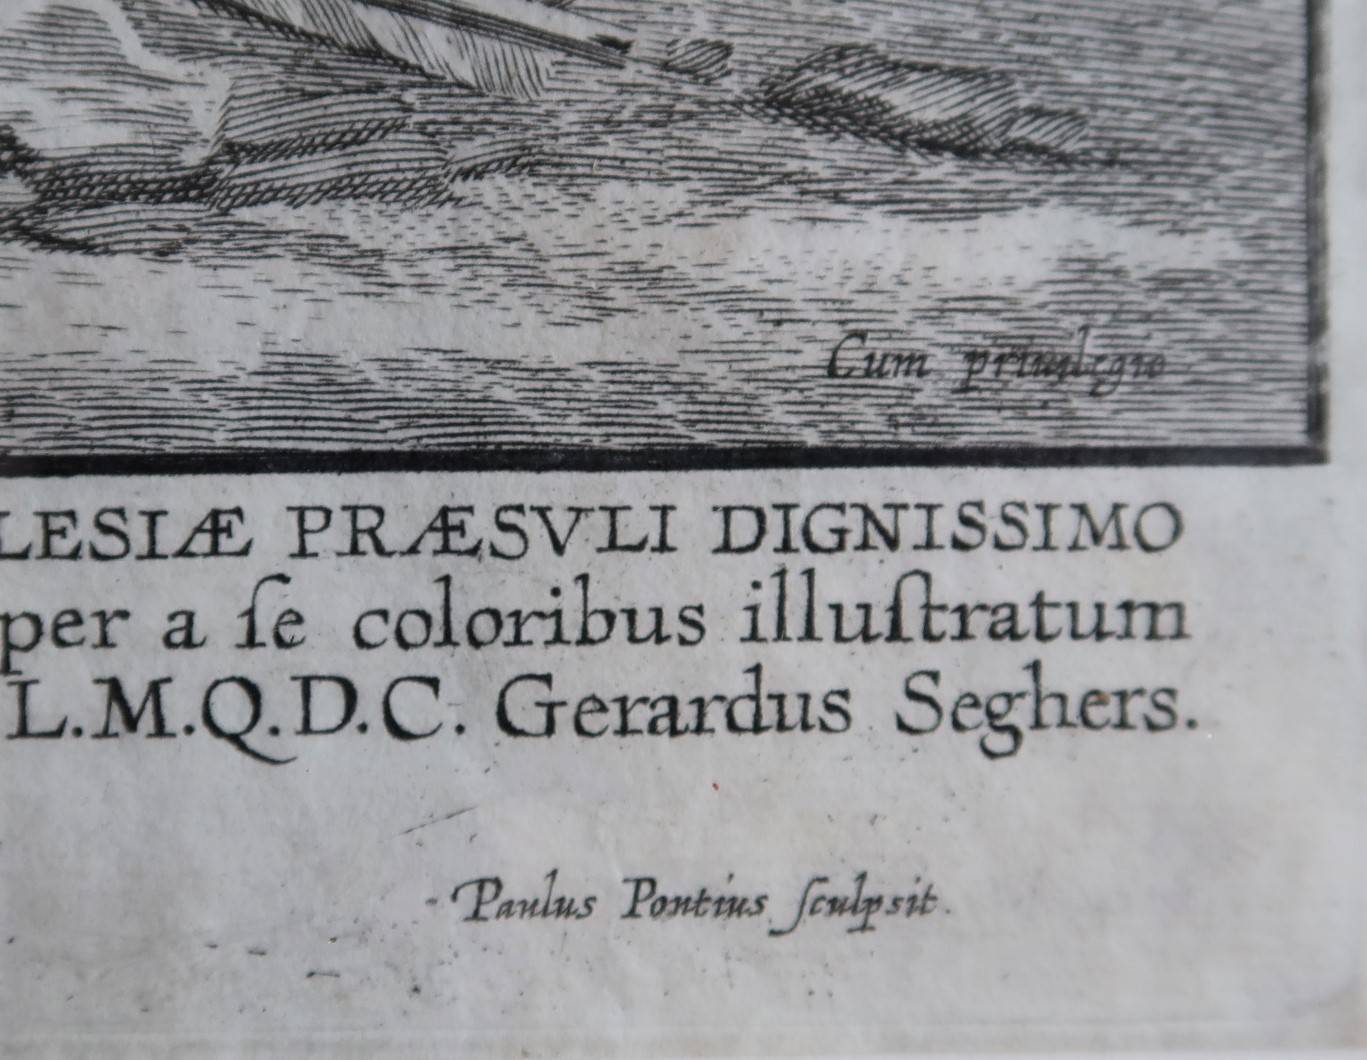 Cum priuilegio
LESIÆ PRÆSVLI DIGNISSIMO
per a ſe coloribus illuſtratum
L.M.Q.D.C. Gerardus Seghers.
Paulus Pontius ſculpsit.